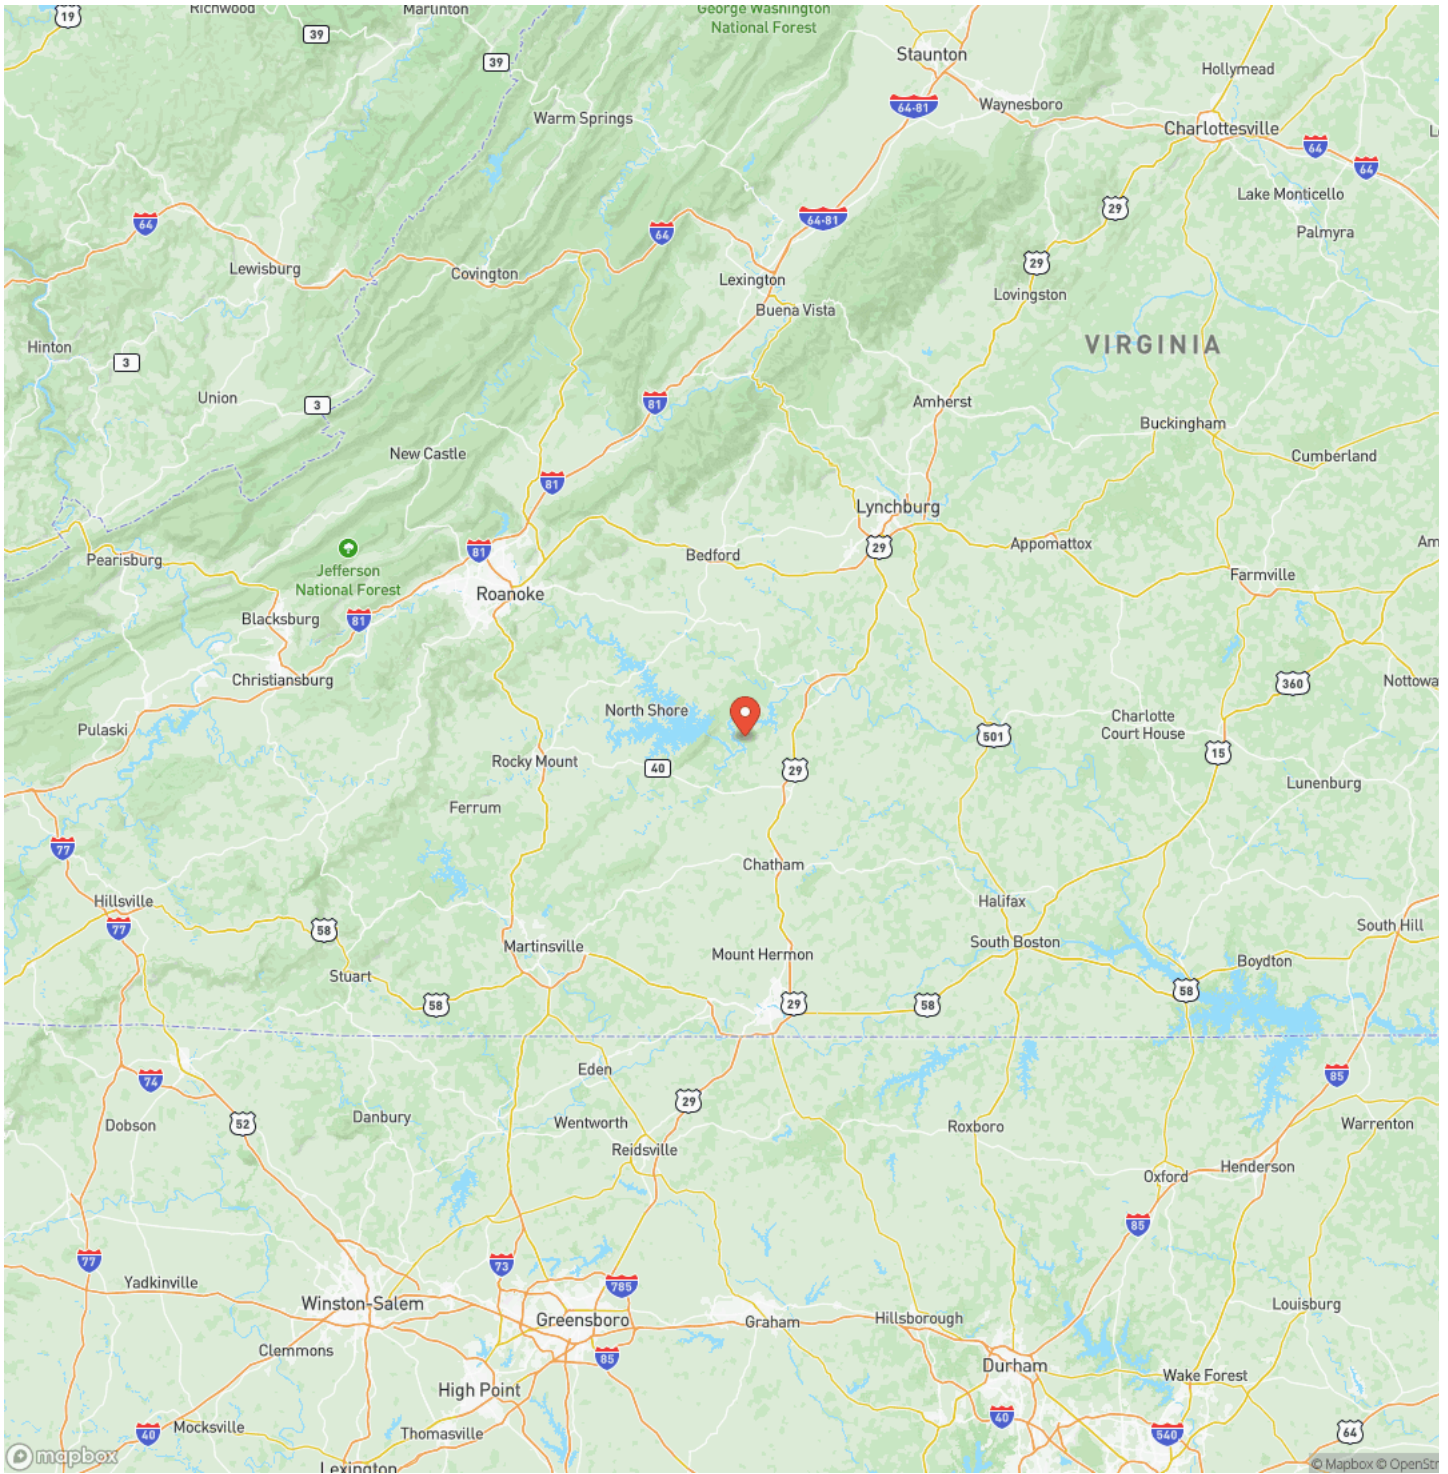 19
Richwood
39
Marlinton
39
George Washington
National Forest
Staunton
Hollymead
64-81
Waynesboro
Warm Springs
Charlottesville
64
64
Lake Monticello
29
64-81
64
64
Palmyra
Lewisburg
Covington
29
Lexington
Lovingston
Buena Vista
Hinton
3
VIRGINIA
Union
3
81
Amherst
Buckingham
New Castle
Cumberland
81
Lynchburg
29
Appomattox
Pearisburg
81
Bedford
Jefferson
National Forest
Roanoke
Farmville
Blacksburg
81
Christiansburg
360
North Shore
Charlotte
Court House
Pulaski
501
15
Rocky Mount
40
29
Lunenburg
Ferrum
77
Chatham
Hillsville
Halifax
77
58
South Hill
Martinsville
South Boston
Mount Hermon
Boydton
Stuart
58
29
58
58
Eden
74
85
29
Danbury
52
Dobson
Wentworth
Roxboro
Warrenton
Reidsville
Henderson
Oxford
85
77
73
Yadkinville
785
Winston-Salem
Greensboro
Graham
Hillsborough
Louisburg
Clemmons
85
Durham
High Point
Wake Forest
40
Mocksville
Thomasville
40
540
64
Lexington
mapbox
© Mapbox © OpenStr